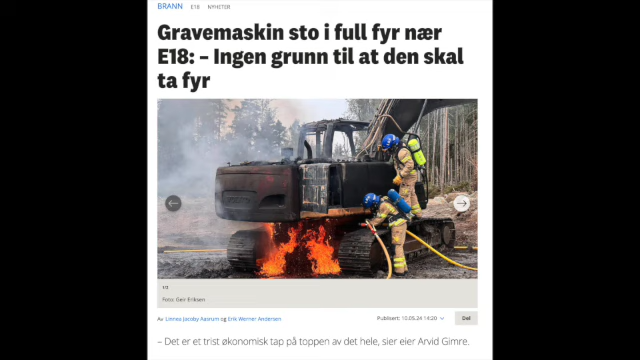 BRANN E18 NYHETER
Gravemaskin sto i full fyr nær
E18: – Ingen grunn til at den skal
ta fyr
1/2
Foto: Geir Eriksen
Av Linnea Jacoby Aasrum og Erik Werner Andersen Publisert: 10.05.24 14:20 Del
– Det er et trist økonomisk tap på toppen av det hele, sier eier Arvid Gimre.